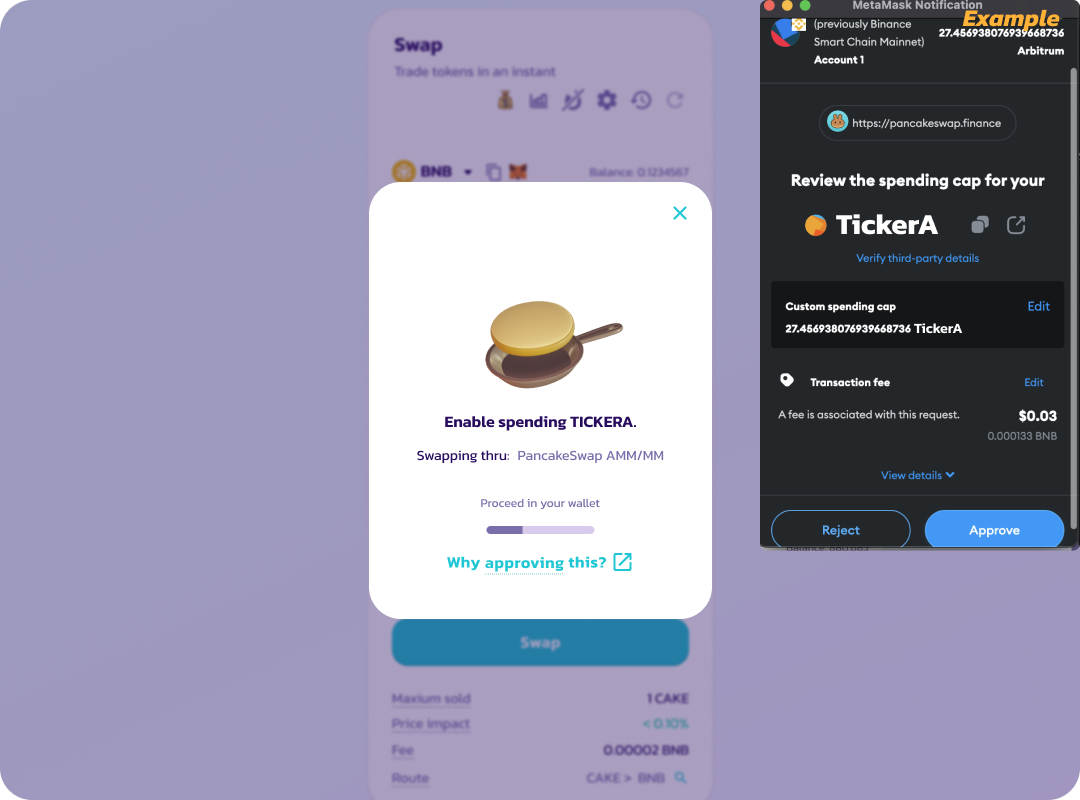 Swap
Trade tokens in an instant
BNB
Balance: 0.1234567
Enable spending TICKERA.
Swapping thru: PancakeSwap AMM/MM
Proceed in your wallet
Why approving this?
Swap
Maxium sold 1 CAKE
Price impact < 0.10%
Fee 0.00002 BNB
Route CAKE > BNB
MetaMask Notification
Example
(previously Binance
Smart Chain Mainnet)
Account 1
27.456938076939668736
Arbitrum
https://pancakeswap.finance
Review the spending cap for your
TickerA
Verify third-party details
Custom spending cap Edit
27.456938076939668736 TickerA
Transaction fee Edit
A fee is associated with this request. $0.03
0.000133 BNB
View details
Reject Approve